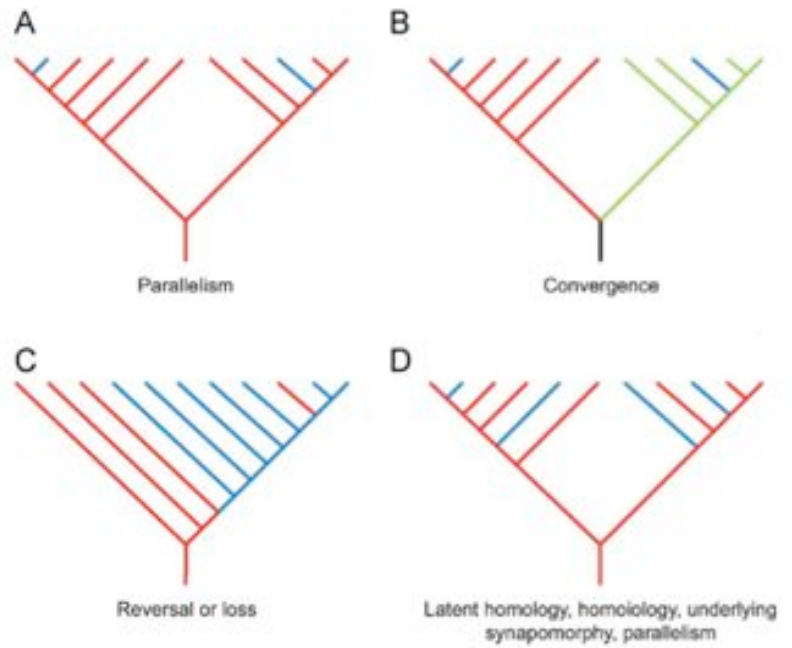 A
B
Parallelism
Convergence
C
D
Reversal or loss
Latent homology, homoiology, underlying
synapomorphy, parallelism